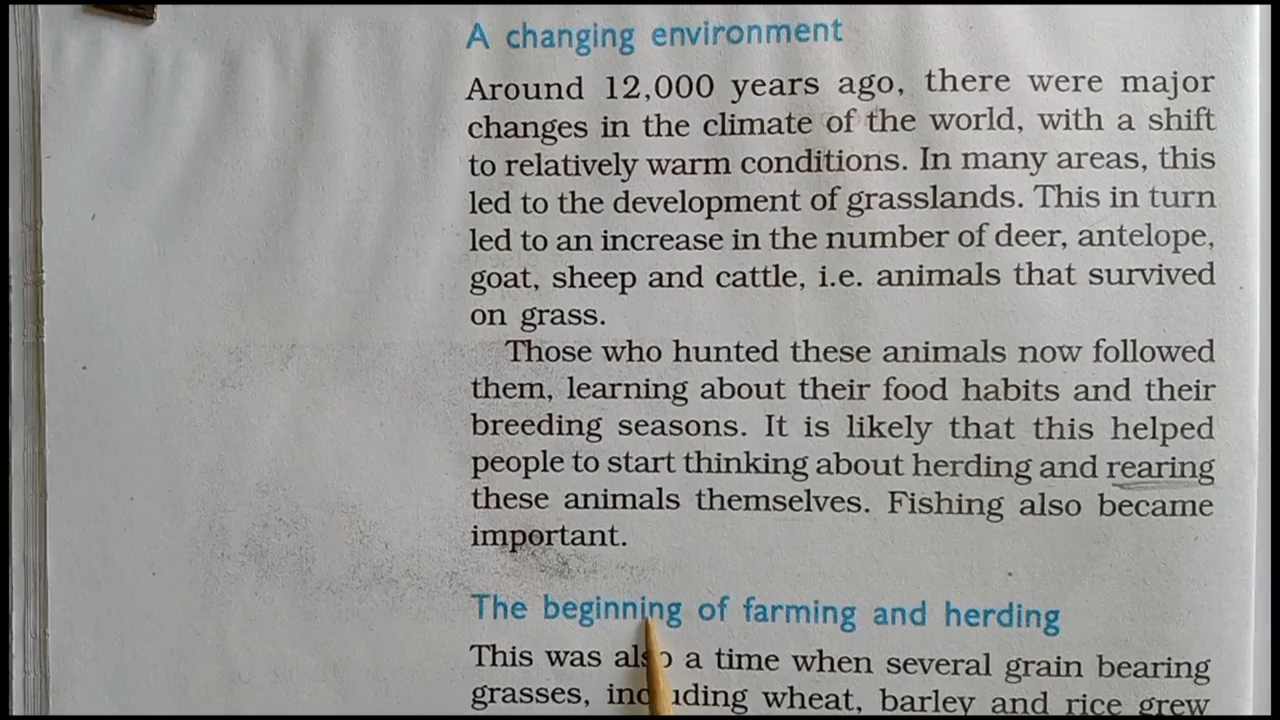 A changing environment
Around 12,000 years ago, there were major
changes in the climate of the world, with a shift
to relatively warm conditions. In many areas, this
led to the development of grasslands. This in turn
led to an increase in the number of deer, antelope,
goat, sheep and cattle, i.e. animals that survived
on grass.
Those who hunted these animals now followed
them, learning about their food habits and their
breeding seasons. It is likely that this helped
people to start thinking about herding and rearing
these animals themselves. Fishing also became
important.
The beginning of farming and herding
This was also a time when several grain bearing
grasses, including wheat, barley and rice grew